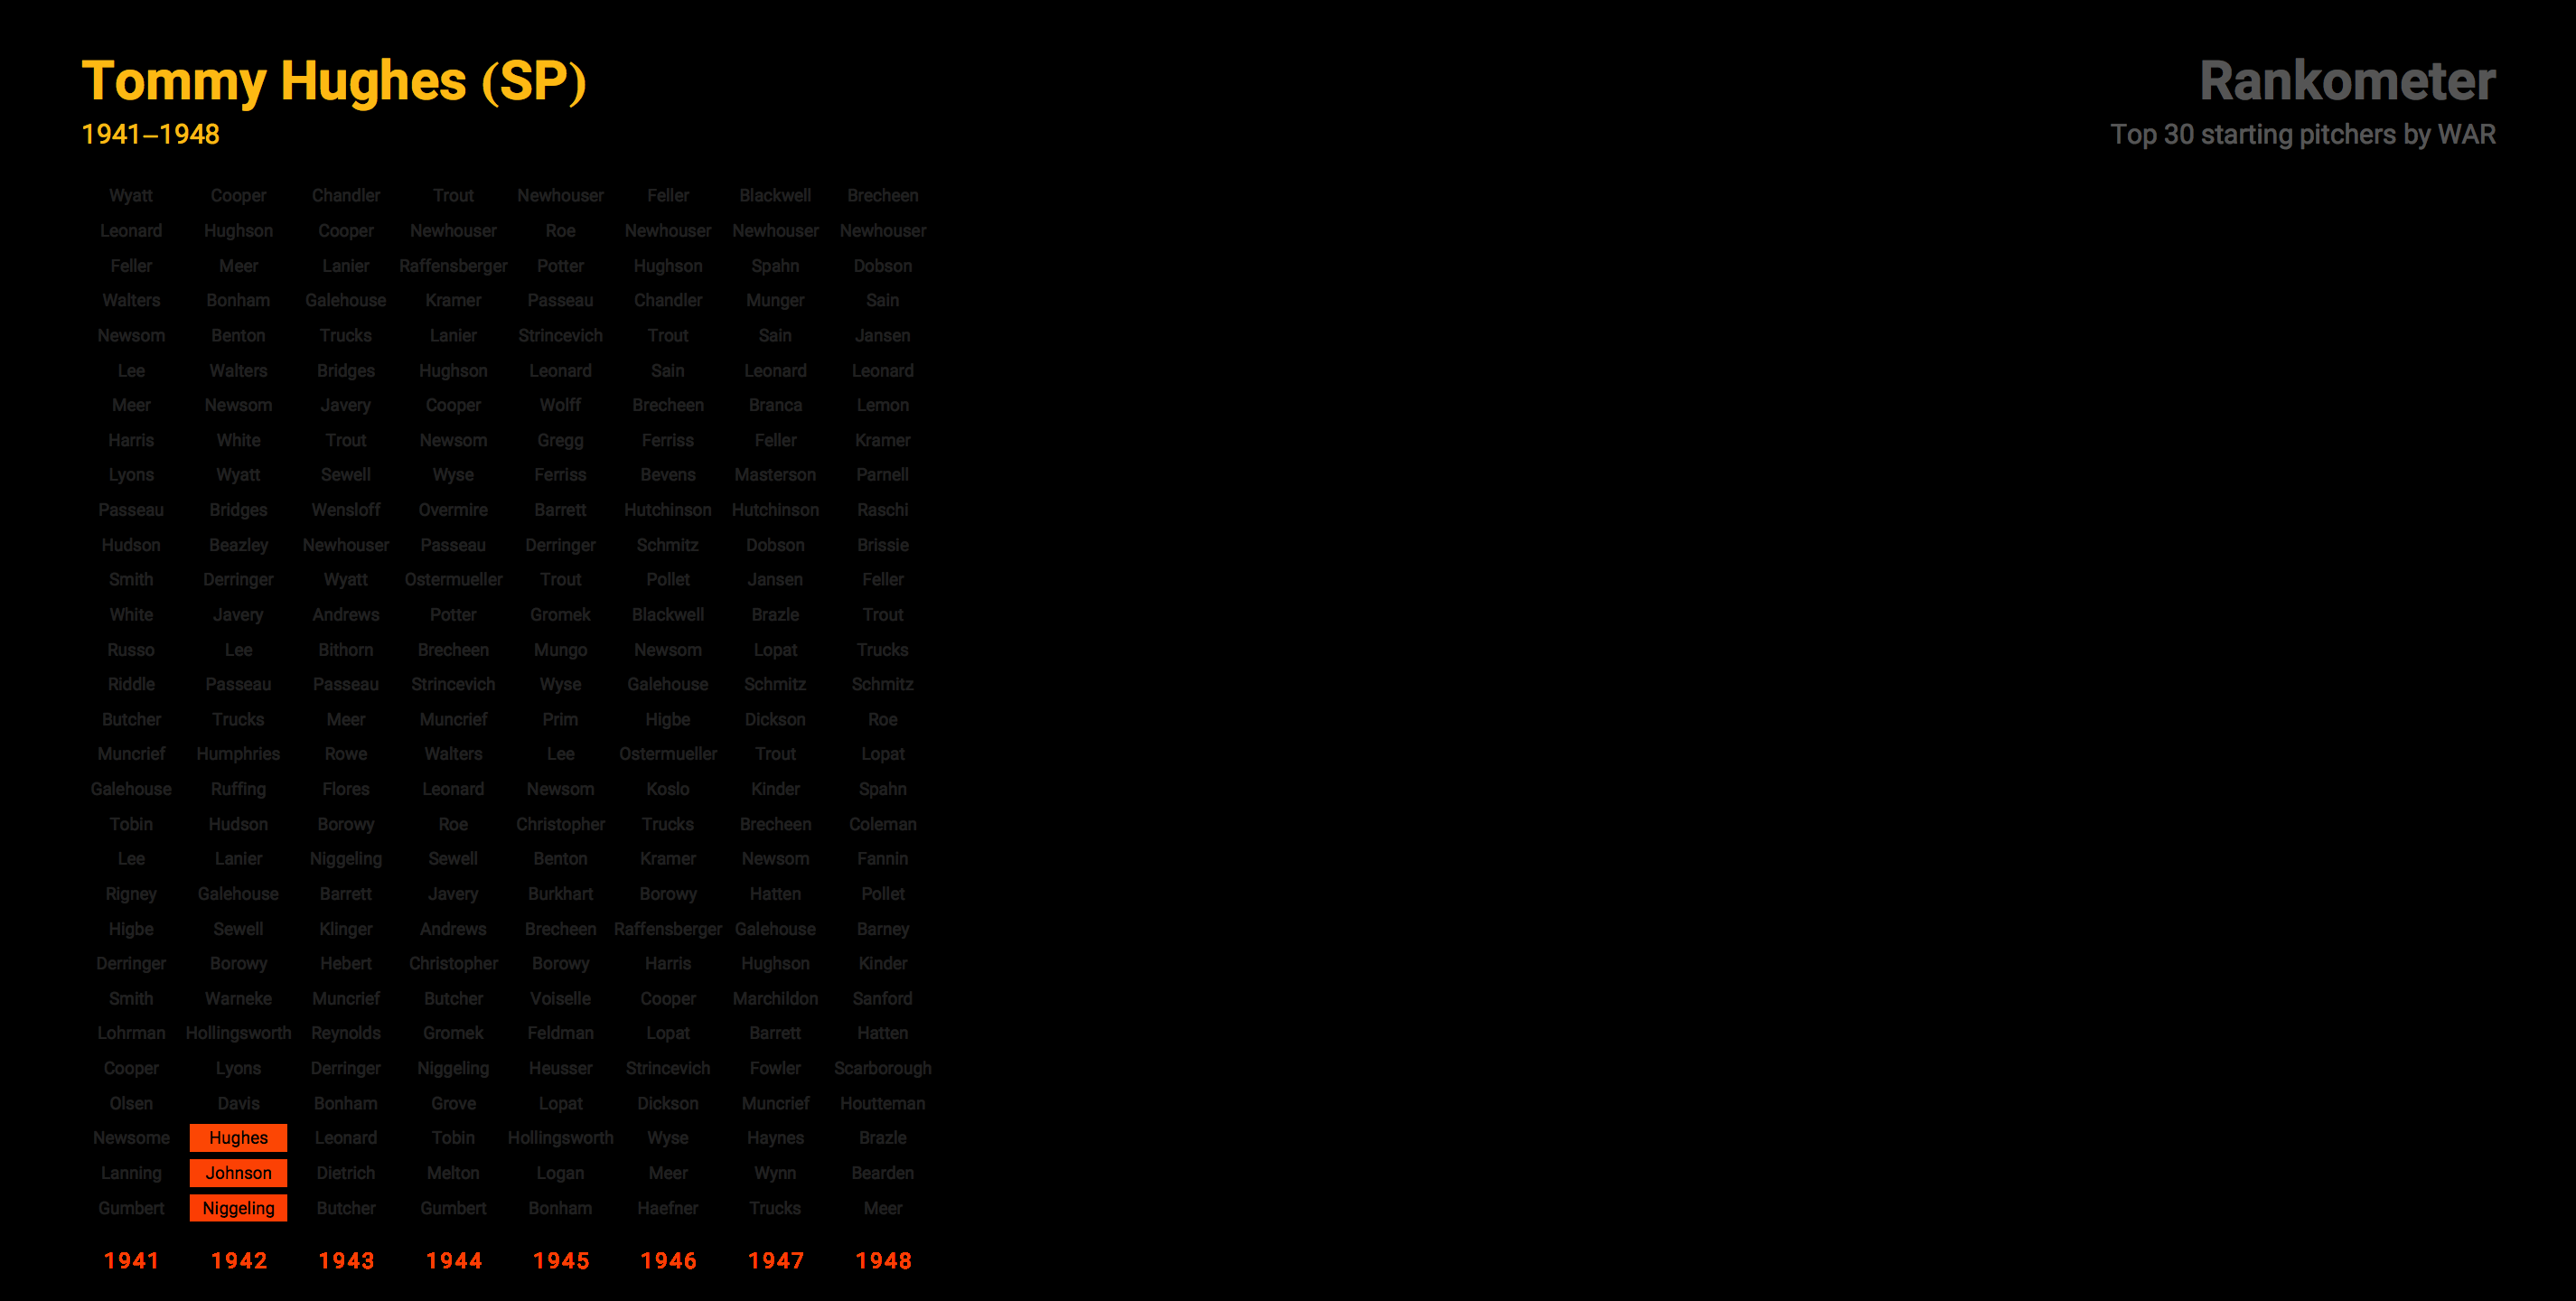 Tommy Hughes (SP)
1941–1948
Rankometer
Top 30 starting pitchers by WAR
Wyatt Cooper Chandler Trout Newhouser Feller Blackwell Brecheen
Leonard Hughson Cooper Newhouser Roe Newhouser Newhouser Newhouser
Feller Meer Lanier Raffensberger Potter Hughson Spahn Dobson
Walters Bonham Galehouse Kramer Passeau Chandler Munger Sain
Newsom Benton Trucks Lanier Strincevich Trout Sain Jansen
Lee Walters Bridges Hughson Leonard Sain Leonard Leonard
Meer Newsom Javery Cooper Wolff Brecheen Branca Lemon
Harris White Trout Newsom Gregg Ferriss Feller Kramer
Lyons Wyatt Sewell Wyse Ferriss Bevens Masterson Parnell
Passeau Bridges Wensloff Overmire Barrett Hutchinson Hutchinson Raschi
Hudson Beazley Newhouser Passeau Derringer Schmitz Dobson Brissie
Smith Derringer Wyatt Ostermueller Trout Pollet Jansen Feller
White Javery Andrews Potter Gromek Blackwell Brazle Trout
Russo Lee Bithorn Brecheen Mungo Newsom Lopat Trucks
Riddle Passeau Passeau Strincevich Wyse Galehouse Schmitz Schmitz
Butcher Trucks Meer Muncrief Prim Higbe Dickson Roe
Muncrief Humphries Rowe Walters Lee Ostermueller Trout Lopat
Galehouse Ruffing Flores Leonard Newsom Koslo Kinder Spahn
Tobin Hudson Borowy Roe Christopher Trucks Brecheen Coleman
Lee Lanier Niggeling Sewell Benton Kramer Newsom Fannin
Rigney Galehouse Barrett Javery Burkhart Borowy Hatten Pollet
Higbe Sewell Klinger Andrews Brecheen Raffensberger Galehouse Barney
Derringer Borowy Hebert Christopher Borowy Harris Hughson Kinder
Smith Warneke Muncrief Butcher Voiselle Cooper Marchildon Sanford
Lohrman Hollingsworth Reynolds Gromek Feldman Lopat Barrett Hatten
Cooper Lyons Derringer Niggeling Heusser Strincevich Fowler Scarborough
Olsen Davis Bonham Grove Lopat Dickson Muncrief Houtteman
Newsome Hughes Leonard Tobin Hollingsworth Wyse Haynes Brazle
Lanning Johnson Dietrich Melton Logan Meer Wynn Bearden
Gumbert Niggeling Butcher Gumbert Bonham Haefner Trucks Meer
1941 1942 1943 1944 1945 1946 1947 1948